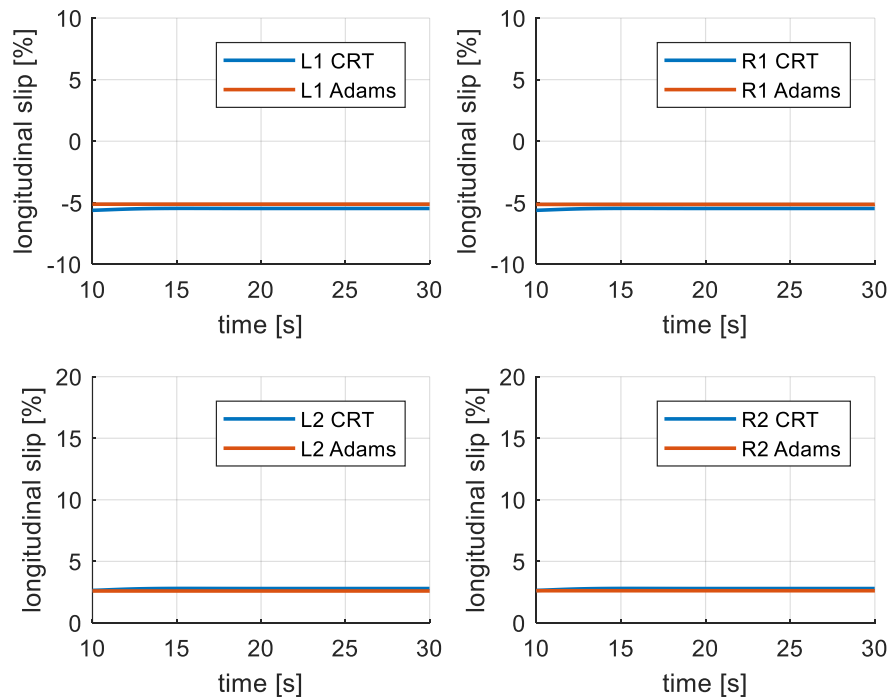 longitudinal slip [%]
10
5
0
-5
-10
L1 CRT
L1 Adams
10 15 20 25 30
time [s]
longitudinal slip [%]
10
5
0
-5
-10
R1 CRT
R1 Adams
10 15 20 25 30
time [s]
longitudinal slip [%]
20
15
10
5
0
L2 CRT
L2 Adams
10 15 20 25 30
time [s]
longitudinal slip [%]
20
15
10
5
0
R2 CRT
R2 Adams
10 15 20 25 30
time [s]